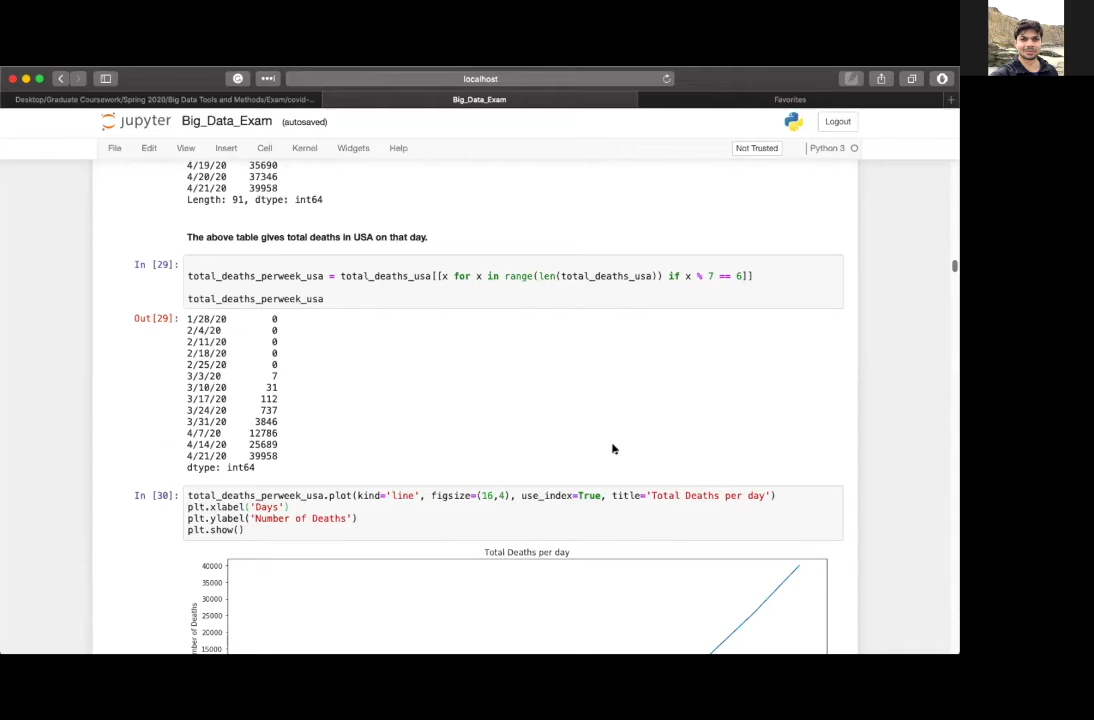 localhost
Desktop/Graduate Coursework/Spring 2020/Big Data Tools and Methods/Exam/covid-...
Big_Data_Exam
Favorites
+
jupyter Big_Data_Exam (autosaved)
Logout
File Edit View Insert Cell Kernel Widgets Help
Not Trusted
Python 3
4/19/20 35690
4/20/20 37346
4/21/20 39958
Length: 91, dtype: int64
The above table gives total deaths in USA on that day.
In [29]:
total_deaths_perweek_usa = total_deaths_usa[[x for x in range(len(total_deaths_usa)) if x % 7 == 6]]
total_deaths_perweek_usa
Out[29]:
1/28/20 0
2/4/20 0
2/11/20 0
2/18/20 0
2/25/20 0
3/3/20 7
3/10/20 31
3/17/20 112
3/24/20 737
3/31/20 3846
4/7/20 12786
4/14/20 25689
4/21/20 39958
dtype: int64
In [30]:
total_deaths_perweek_usa.plot(kind='line', figsize=(16,4), use_index=True, title='Total Deaths per day')
plt.xlabel('Days')
plt.ylabel('Number of Deaths')
plt.show()
Total Deaths per day
40000
35000
30000
25000
20000
15000
of Deaths